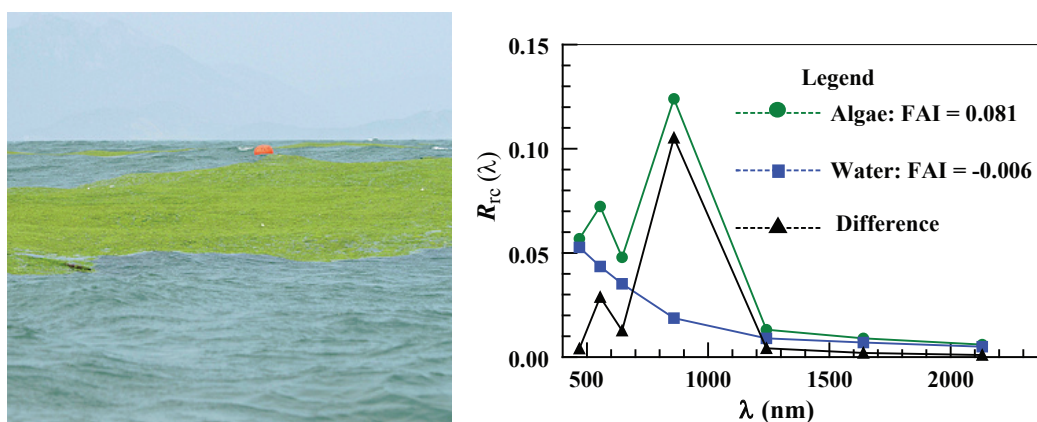 0.15
0.10
0.05
0.00
Rrc (λ)
Legend
Algae: FAI = 0.081
Water: FAI = -0.006
Difference
500
1000
1500
2000
λ (nm)